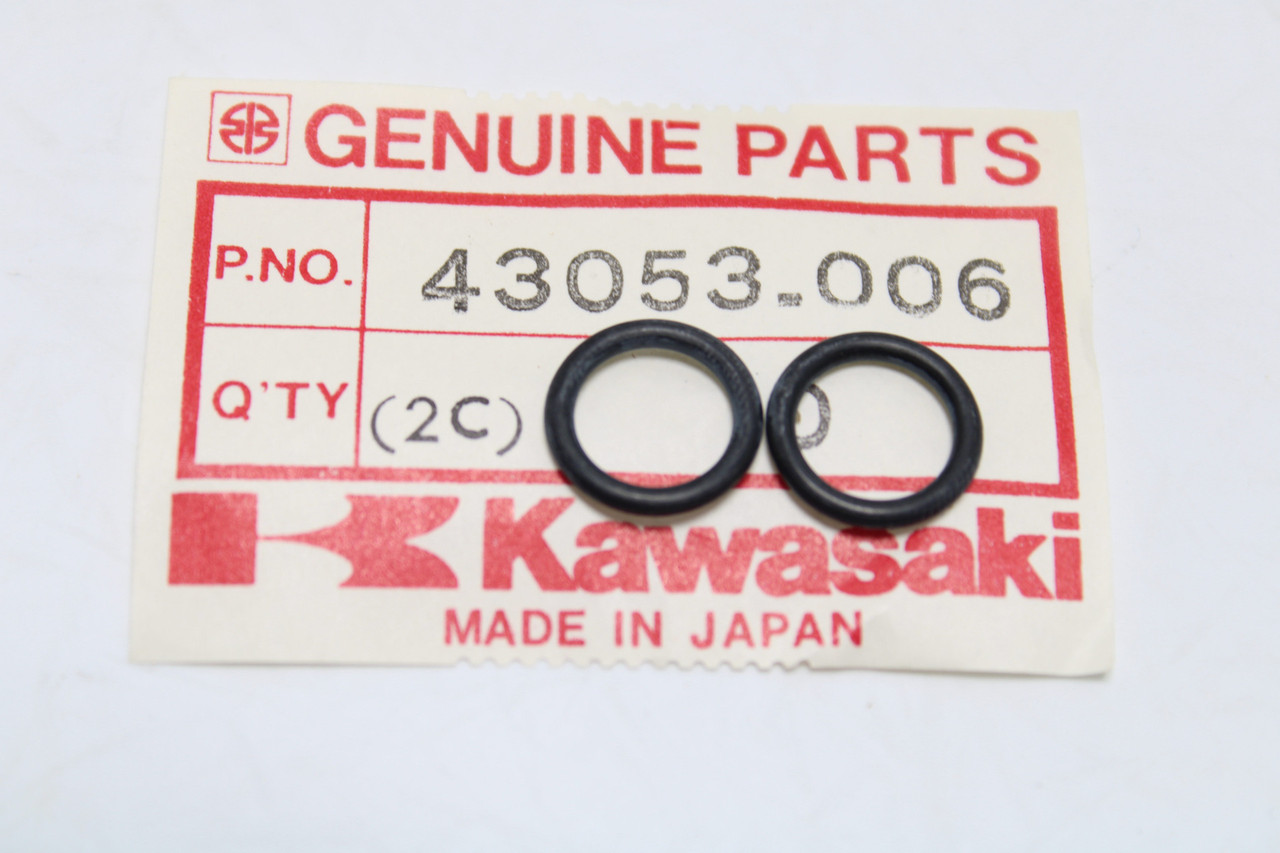 GENUINE PARTS
P.NO. 43053-006
Q'TY (2C)
Kawasaki
MADE IN JAPAN